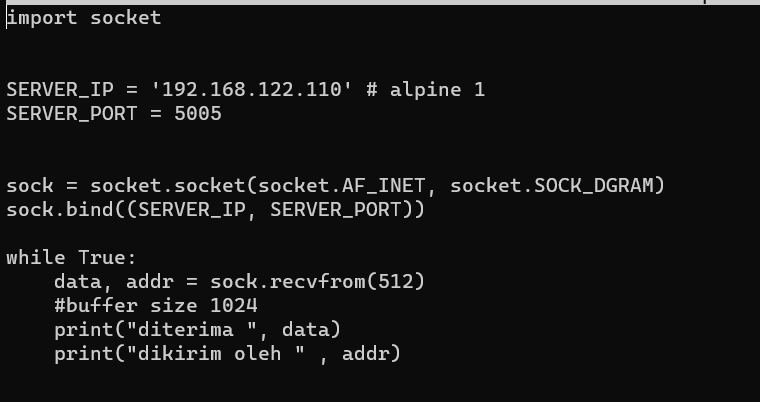 import socket
SERVER_IP = '192.168.122.110' # alpine 1
SERVER_PORT = 5005
sock = socket.socket(socket.AF_INET, socket.SOCK_DGRAM)
sock.bind((SERVER_IP, SERVER_PORT))
while True:
    data, addr = sock.recvfrom(512)
    #buffer size 1024
    print("diterima ", data)
    print("dikirim oleh " , addr)